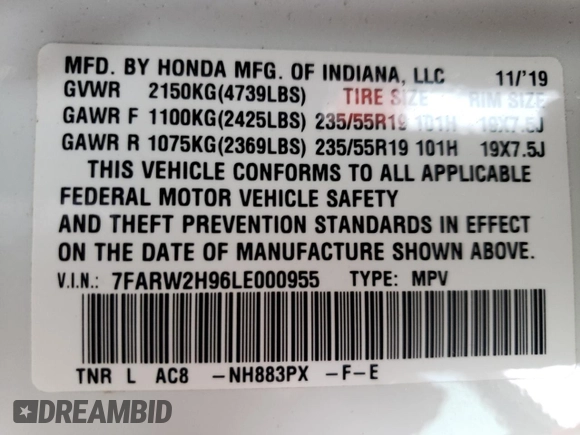 MFD. BY HONDA MFG. OF INDIANA, LLC 11/'19
GVWR 2150KG(4739LBS) TIRE SIZE RIM SIZE
GAWR F 1100KG(2425LBS) 235/55R19 101H 19X7.5J
GAWR R 1075KG(2369LBS) 235/55R19 101H 19X7.5J
THIS VEHICLE CONFORMS TO ALL APPLICABLE
FEDERAL MOTOR VEHICLE SAFETY
AND THEFT PREVENTION STANDARDS IN EFFECT
ON THE DATE OF MANUFACTURE SHOWN ABOVE.
V.I.N.: 7FARW2H96LE000955 TYPE: MPV
TNR L AC8 -NH883PX -F-E
DREAMBID